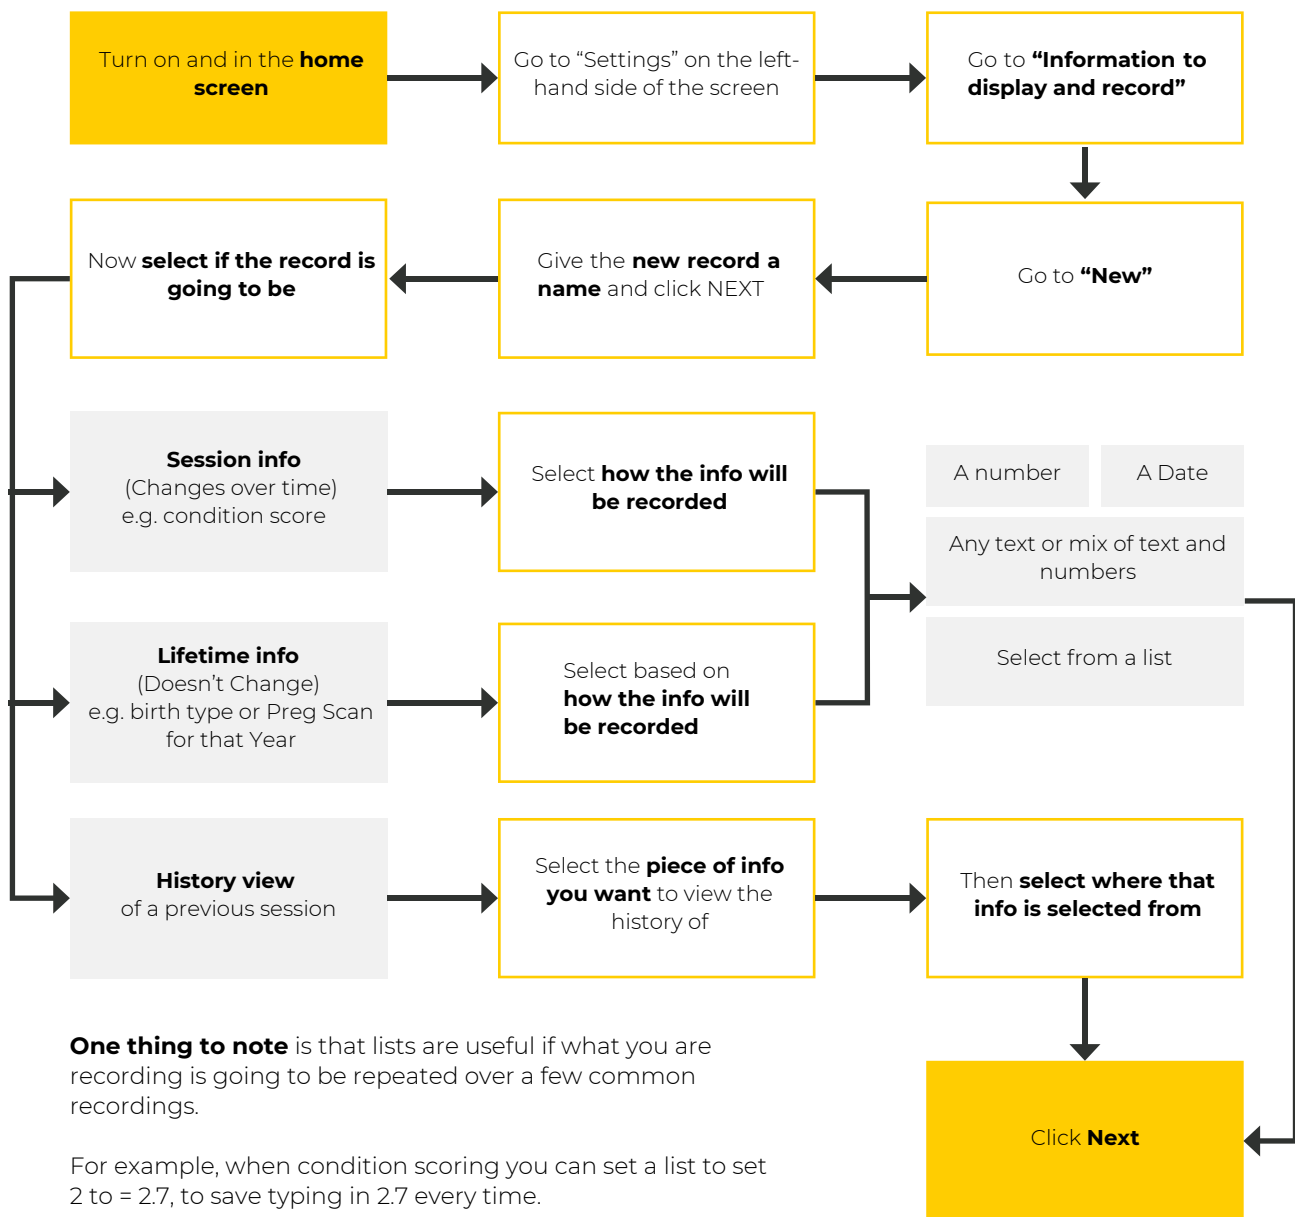 Turn on and in the home
screen
Go to “Settings” on the left-
hand side of the screen
Go to “Information to
display and record”
Go to “New”
Give the new record a
name and click NEXT
Now select if the record is
going to be
Session info
(Changes over time)
e.g. condition score
Select how the info will
be recorded
A number
A Date
Any text or mix of text and
numbers
Select from a list
Lifetime info
(Doesn’t Change)
e.g. birth type or Preg Scan
for that Year
Select based on
how the info will
be recorded
History view
of a previous session
Select the piece of info
you want to view the
history of
Then select where that
info is selected from
One thing to note is that lists are useful if what you are
recording is going to be repeated over a few common
recordings.
For example, when condition scoring you can set a list to set
2 to = 2.7, to save typing in 2.7 every time.
Click Next